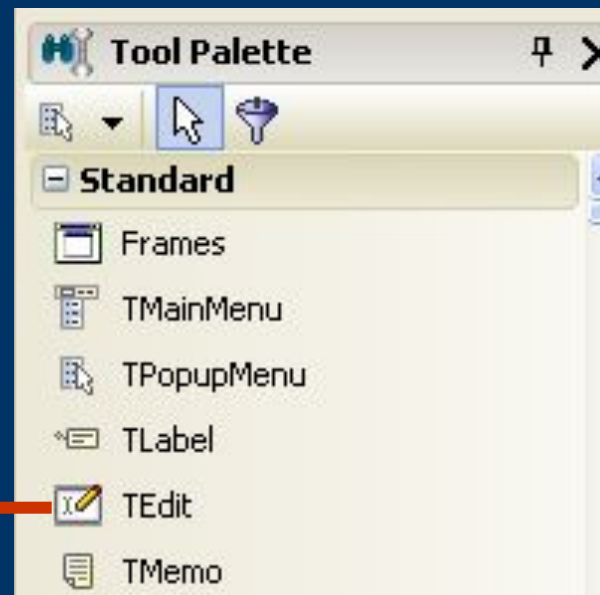 Tool Palette
Standard
Frames
TMainMenu
TPopupMenu
TLabel
TEdit
TMemo